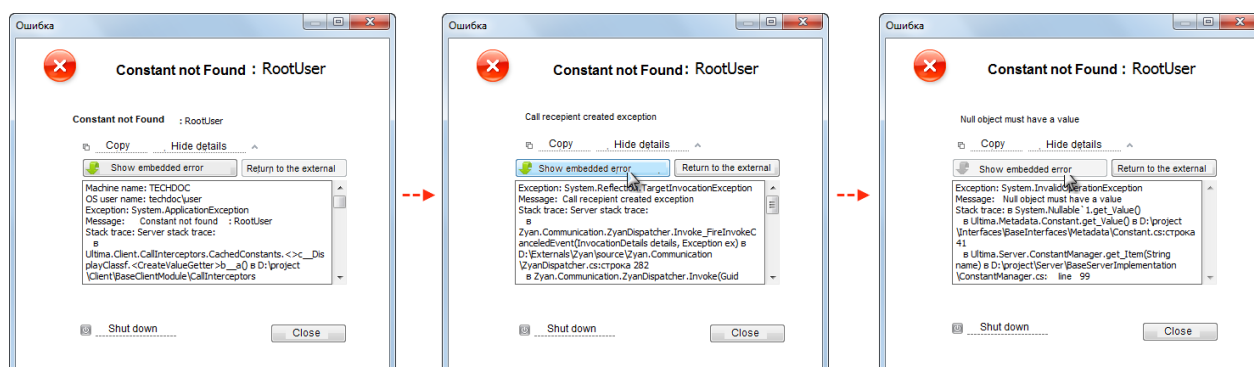 Ошибка
Constant not Found : RootUser
Constant not Found : RootUser
Copy
Hide details
Show embedded error
Return to the external
Machine name: TECHDOC
OS user name: techdoc\user
Exception: System.ApplicationException
Message: Constant not found : RootUser
Stack trace: Server stack trace:
в
Ultima.Client.CallInterceptors.CachedConstants.<>c__Dis
playClassf.<CreateValueGetter>b__a() в D:\project
\Client\BaseClientModule\CallInterceptors
Shut down
Close
Ошибка
Constant not Found: RootUser
Call recepient created exception
Copy
Hide details
Show embedded error
Return to the external
Exception: System.Reflection.TargetInvocationException
Message: Call recepient created exception
Stack trace: Server stack trace:
в
Zyan.Communication.ZyanDispatcher.Invoke_FireInvokeC
anceledEvent(InvocationDetails details, Exception ex) в
D:\Externals\Zyan\source\Zyan.Communication
\ZyanDispatcher.cs:строка 282
в Zyan.Communication.ZyanDispatcher.Invoke(Guid
Shut down
Close
Ошибка
Constant not Found : RootUser
Null object must have a value
Copy
Hide details
Show embedded error
Return to the external
Exception: System.InvalidOperationException
Message: Null object must have a value
Stack trace: в System.Nullable`1.get_Value()
в Ultima.Metadata.Constant.get_Value() в D:\project
\Interfaces\BaseInterfaces\Metadata\Constant.cs:строка
41
в Ultima.Server.ConstantManager.get_Item(String
name) в D:\project\Server\BaseServerImplementation
\ConstantManager.cs: line 99
Shut down
Close